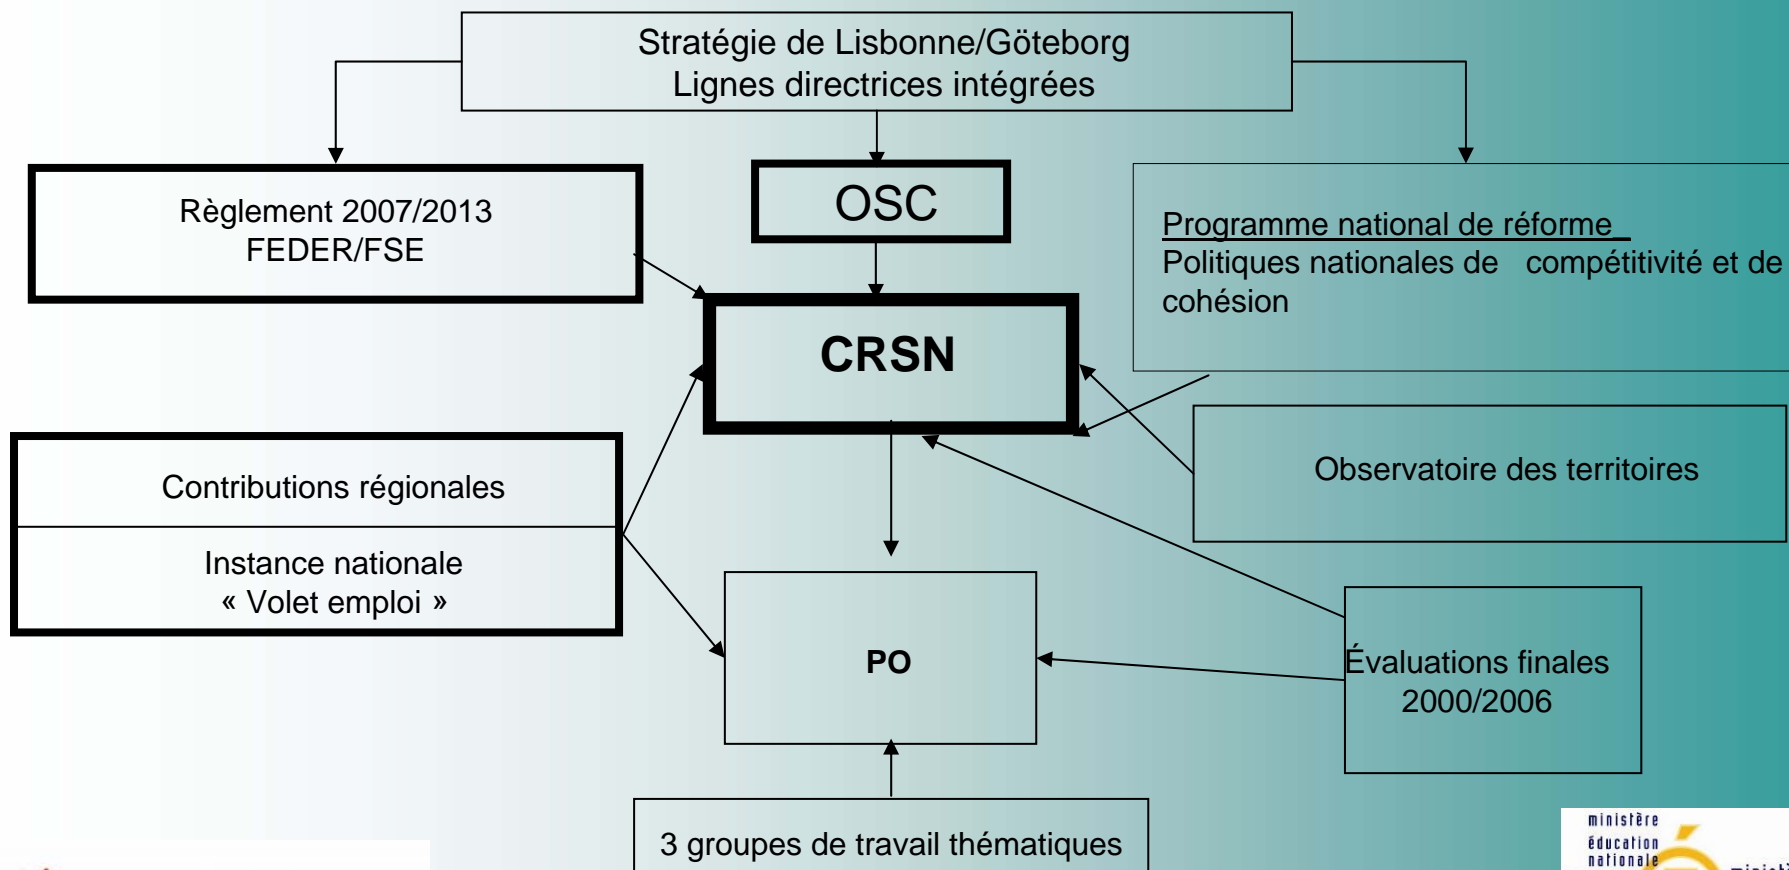 Stratégie de Lisbonne/Göteborg
Lignes directrices intégrées
Règlement 2007/2013
FEDER/FSE
OSC
Programme national de réforme
Politiques nationales de compétitivité et de
cohésion
CRSN
Observatoire des territoires
Contributions régionales
Instance nationale
« Volet emploi »
PO
Évaluations finales
2000/2006
3 groupes de travail thématiques
ministère
éducation
nationale